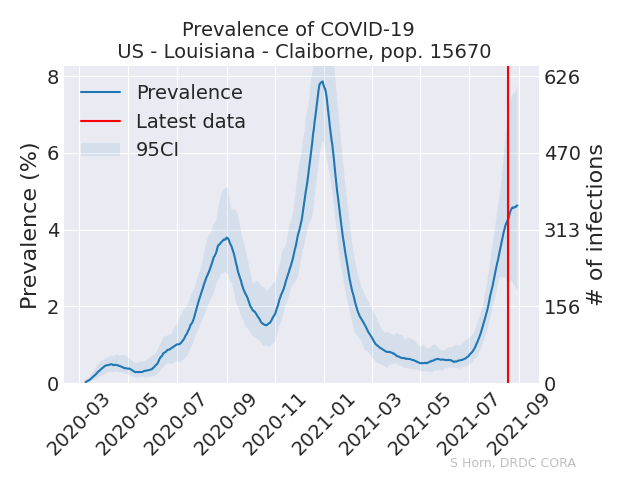 Prevalence of COVID-19
US - Louisiana - Claiborne, pop. 15670
Prevalence
Latest data
95CI
Prevalence (%)
8
6
4
2
0
626
470
313
156
0
# of infections
2020-03
2020-05
2020-07
2020-09
2020-11
2021-01
2021-03
2021-05
2021-07
2021-09
S Horn, DRDC CORA